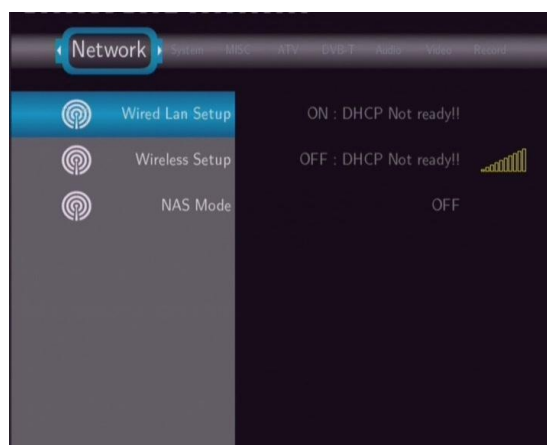 Network System MISC ATV DVB-T Audio Video Record
Wired Lan Setup ON : DHCP Not ready!!
Wireless Setup OFF : DHCP Not ready!!
NAS Mode OFF